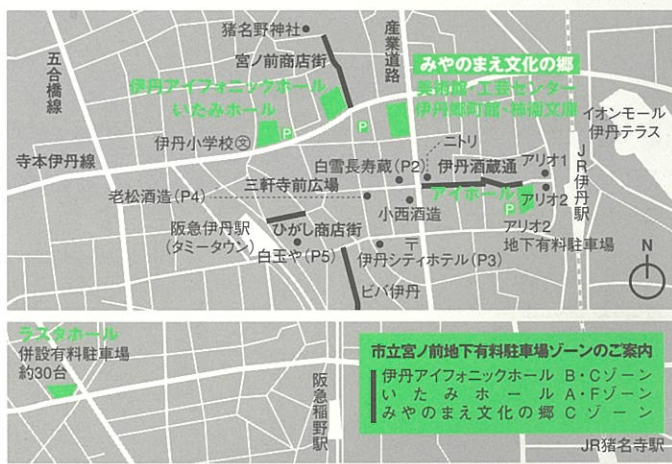 猪名野神社
産業道路
宮ノ前商店街
五合橋線
みやのまえ文化の郷
美術館・工芸センター
伊丹郷町館・柿衞文庫
伊丹アイフォニックホール
いたみホール
イオンモール
伊丹テラス
P
P
伊丹小学校 文
ニトリ
寺本伊丹線
白雪長寿蔵(P2)
伊丹酒蔵通
アリオ1
JR伊丹駅
老松酒造(P4)
三軒寺前広場
アイホール
アリオ2
小西酒造
P
阪急伊丹駅
(タミータウン)
ひがし商店街
アリオ2
地下有料駐車場
白玉や(P5)
〒
伊丹シティホテル(P3)
N
ビバ伊丹
ラスタホール
併設有料駐車場
約30台
阪急稲野駅
市立宮ノ前地下有料駐車場ゾーンのご案内
伊丹アイフォニックホール B・Cゾーン
いたみホール A・Fゾーン
みやのまえ文化の郷 Cゾーン
JR猪名寺駅